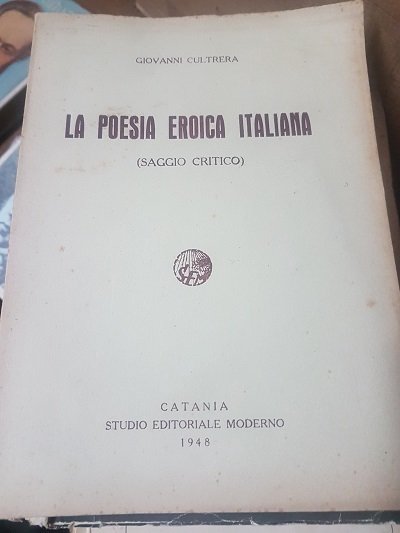 GIOVANNI CULTRERA
LA POESIA EROICA ITALIANA
(SAGGIO CRITICO)
CATANIA
STUDIO EDITORIALE MODERNO
1948